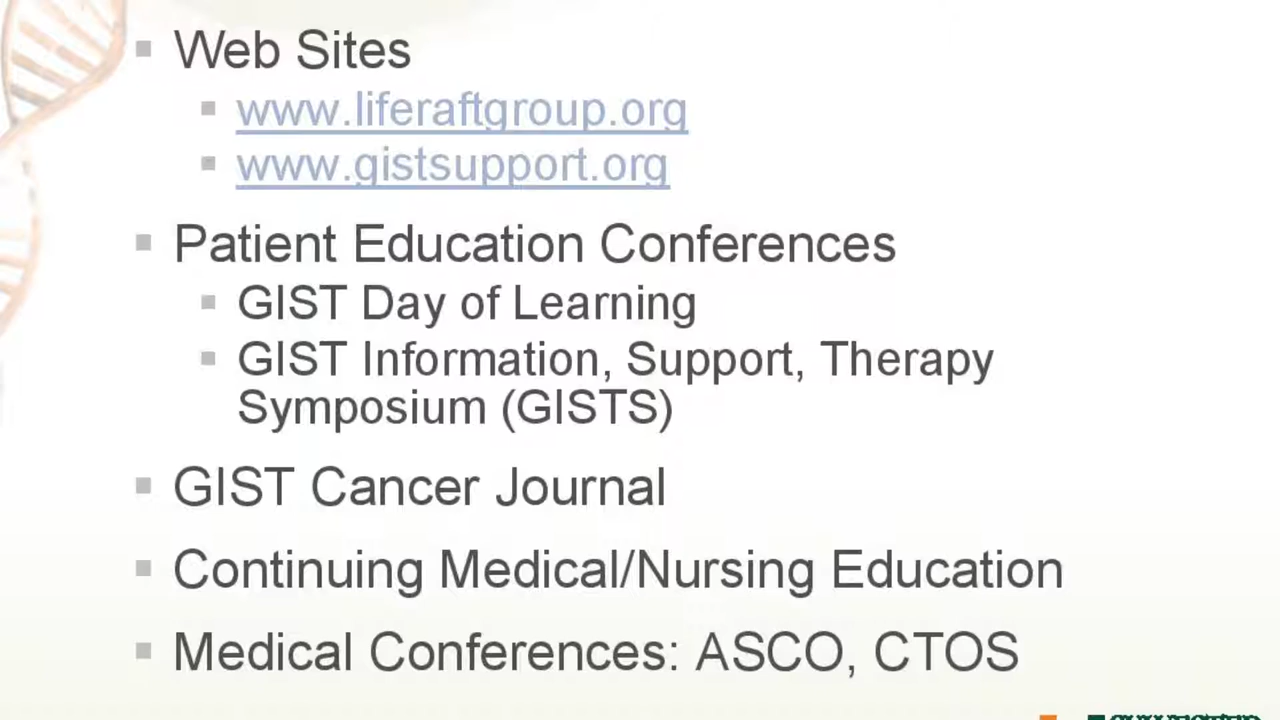 Web Sites
www.liferaftgroup.org
www.gistsupport.org
Patient Education Conferences
GIST Day of Learning
GIST Information, Support, Therapy
Symposium (GISTS)
GIST Cancer Journal
Continuing Medical/Nursing Education
Medical Conferences: ASCO, CTOS